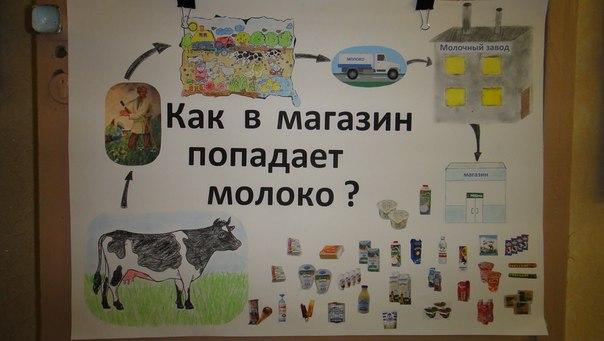 Как в магазин
попадает
молоко ?
МОЛОКО
Молочный завод
магазин